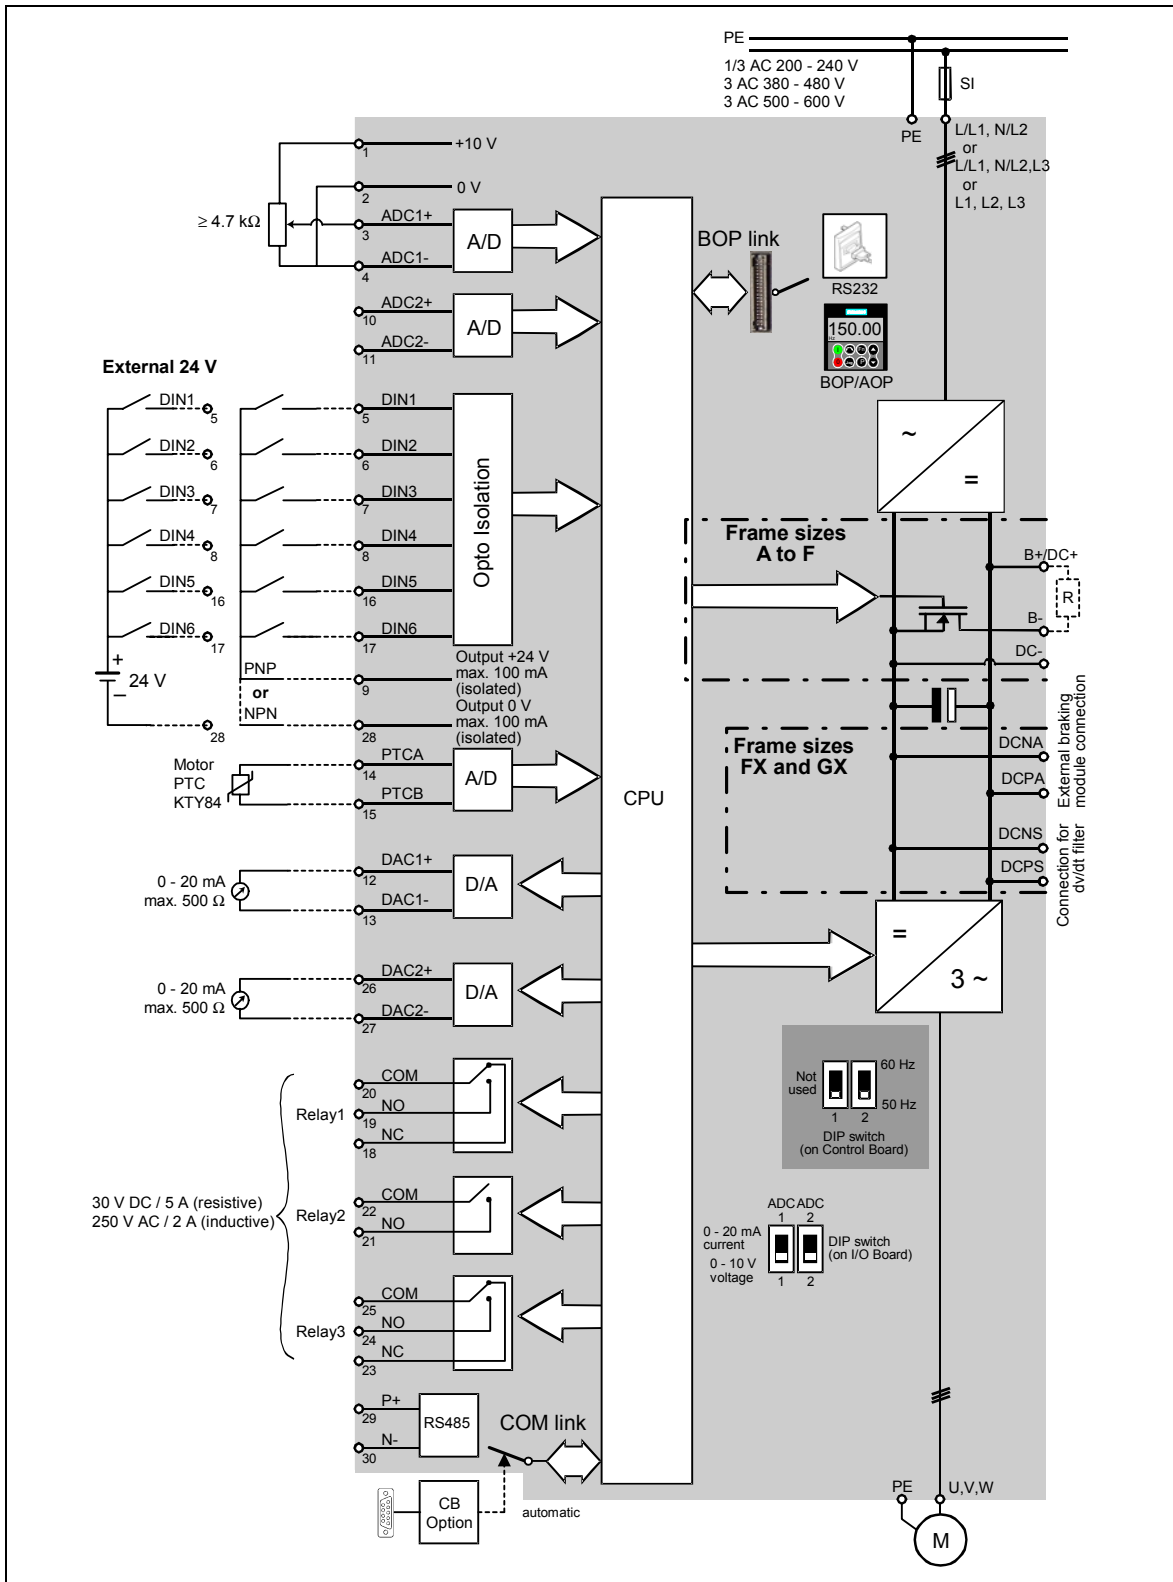 PE
1/3 AC 200 - 240 V
3 AC 380 - 480 V
3 AC 500 - 600 V
SI
PE
L/L1, N/L2
or
L/L1, N/L2,L3
or
L1, L2, L3
1
+10 V
2
0 V
≥ 4.7 kΩ
ADC1+
3
ADC1-
4
A/D
ADC2+
10
ADC2-
11
A/D
BOP link
RS232
150.00
Hz
BOP/AOP
External 24 V
DIN1
5
DIN2
6
DIN3
7
DIN4
8
DIN5
16
DIN6
17
+
24 V
–
28
DIN1
5
DIN2
6
DIN3
7
DIN4
8
DIN5
16
DIN6
17
Opto Isolation
PNP
or
NPN
9
Output +24 V
max. 100 mA
(isolated)
28
Output 0 V
max. 100 mA
(isolated)
Motor
PTC
KTY84
PTCA
14
PTCB
15
A/D
CPU
~
=
Frame sizes
A to F
B+/DC+
R
B-
DC-
Frame sizes
FX and GX
DCNA
DCPA
External braking
module connection
DCNS
DCPS
Connection for
dv/dt filter
0 - 20 mA
max. 500 Ω
DAC1+
12
DAC1-
13
D/A
=
3 ~
0 - 20 mA
max. 500 Ω
DAC2+
26
DAC2-
27
D/A
Not
used
60 Hz
50 Hz
1 2
DIP switch
(on Control Board)
30 V DC / 5 A (resistive)
250 V AC / 2 A (inductive)
Relay1
COM
20
NO
19
NC
18
Relay2
COM
22
NO
21
Relay3
COM
25
NO
24
NC
23
ADC ADC
1 2
0 - 20 mA
current
0 - 10 V
voltage
DIP switch
(on I/O Board)
1 2
P+
29
N-
30
RS485
COM link
CB
Option
automatic
PE
U,V,W
M